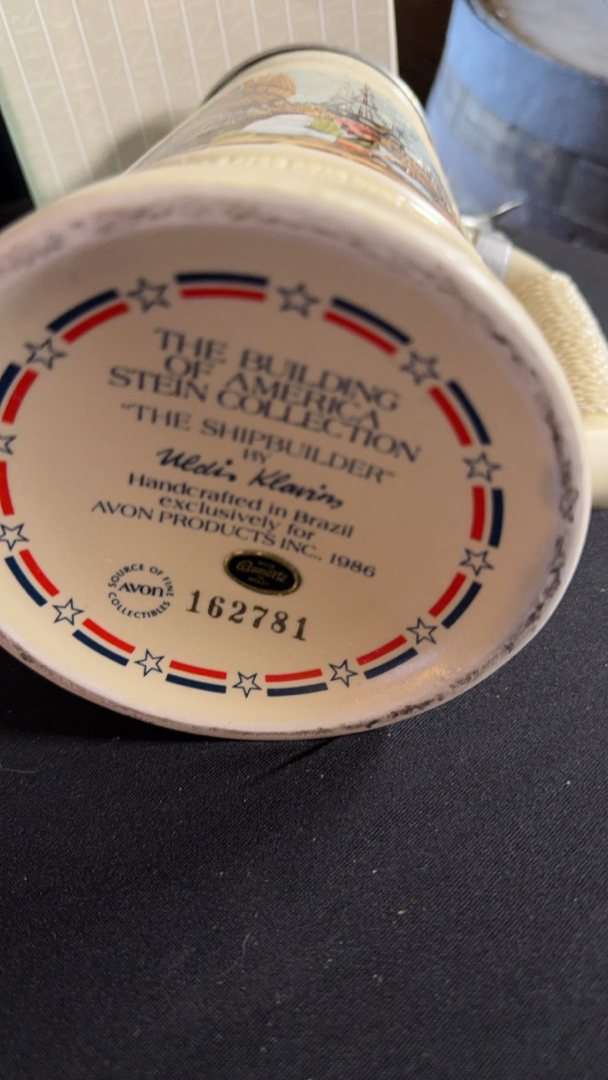 THE BUILDING
OF AMERICA
STEIN COLLECTION
"THE SHIPBUILDER"
BY
Uldis Klavins
Handcrafted in Brazil
exclusively for
AVON PRODUCTS INC., 1986
SOURCE OF FINE
AVON
COLLECTIBLES
162781